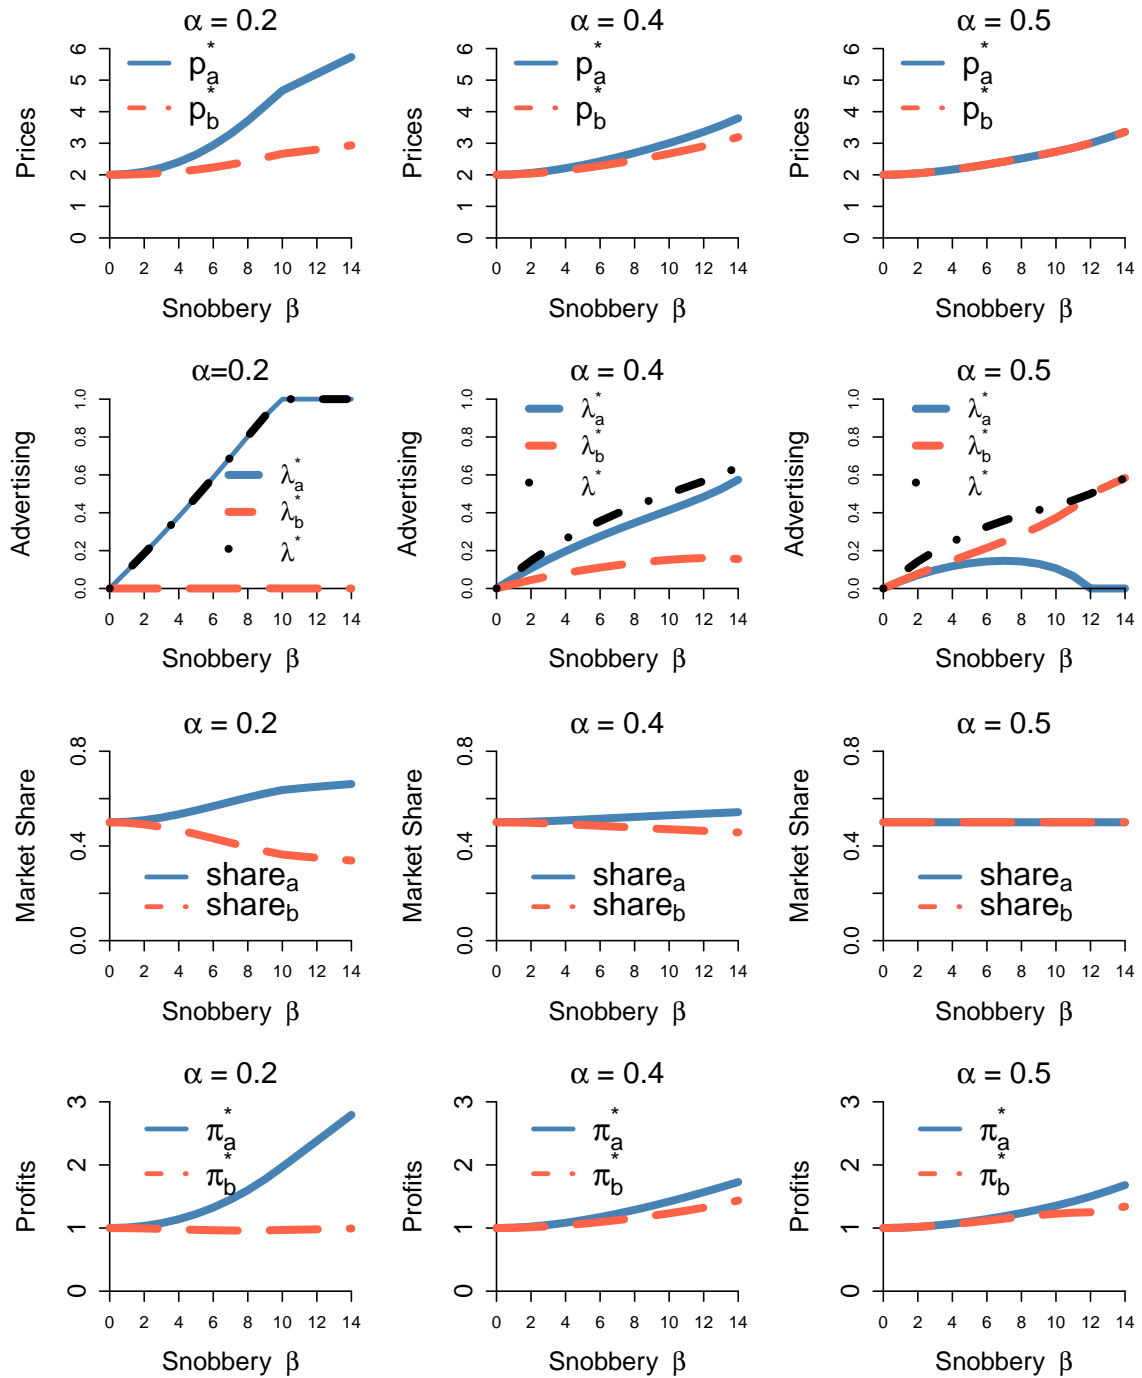 α = 0.2
Prices
0 1 2 3 4 5 6
p*a
p*b
0 2 4 6 8 10 12 14
Snobbery β
α = 0.4
Prices
0 1 2 3 4 5 6
p*a
p*b
0 2 4 6 8 10 12 14
Snobbery β
α = 0.5
Prices
0 1 2 3 4 5 6
p*a
p*b
0 2 4 6 8 10 12 14
Snobbery β
α=0.2
Advertising
0.0 0.2 0.4 0.6 0.8 1.0
λ*a
λ*b
λ*
0 2 4 6 8 10 12 14
Snobbery β
α = 0.4
Advertising
0.0 0.2 0.4 0.6 0.8 1.0
λ*a
λ*b
λ*
0 2 4 6 8 10 12 14
Snobbery β
α = 0.5
Advertising
0.0 0.2 0.4 0.6 0.8 1.0
λ*a
λ*b
λ*
0 2 4 6 8 10 12 14
Snobbery β
α = 0.2
Market Share
0.0 0.4 0.8
share a
share b
0 2 4 6 8 10 12 14
Snobbery β
α = 0.4
Market Share
0.0 0.4 0.8
share a
share b
0 2 4 6 8 10 12 14
Snobbery β
α = 0.5
Market Share
0.0 0.4 0.8
share a
share b
0 2 4 6 8 10 12 14
Snobbery β
α = 0.2
Profits
0 1 2 3
π*a
π*b
0 2 4 6 8 10 12 14
Snobbery β
α = 0.4
Profits
0 1 2 3
π*a
π*b
0 2 4 6 8 10 12 14
Snobbery β
α = 0.5
Profits
0 1 2 3
π*a
π*b
0 2 4 6 8 10 12 14
Snobbery β